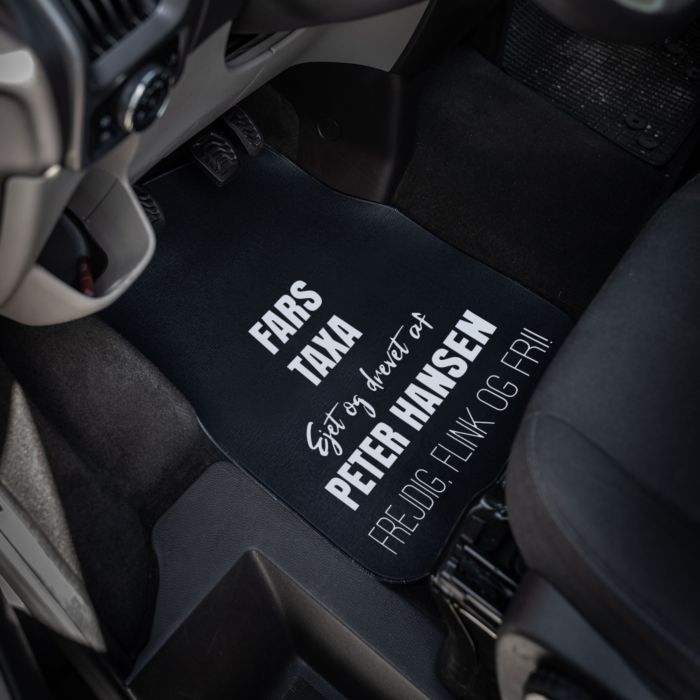 FARS
TAXA
Ejet og drevet af
PETER HANSEN
FREJDIG, FLINK OG FRI!